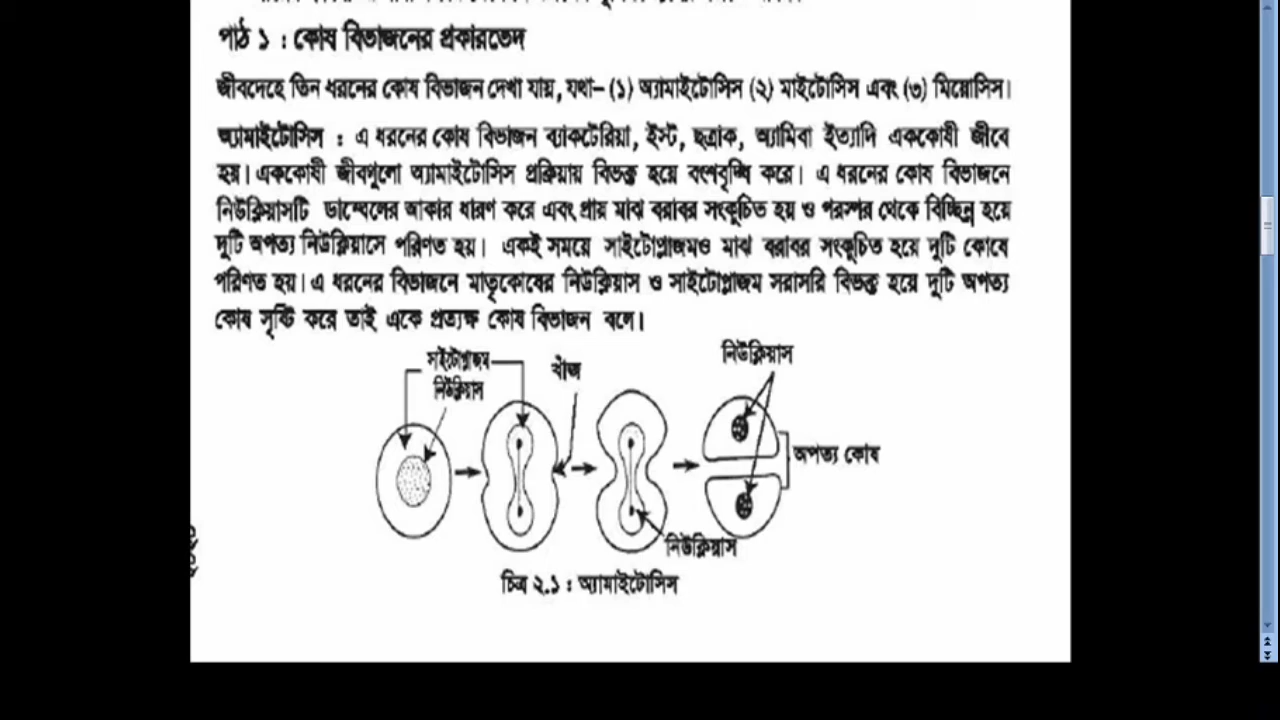 পাঠ ১ : কোষ বিভাজনের প্রকারভেদ
জীবদেহে তিন ধরনের কোষ বিভাজন দেখা যায়, যথা– (১) অ্যামাইটোসিস (২) মাইটোসিস এবং (৩) মিয়োসিস।
অ্যামাইটোসিস : এ ধরনের কোষ বিভাজন ব্যাকটেরিয়া, ইস্ট, ছত্রাক, অ্যামিবা ইত্যাদি এককোষী জীবে
হয়। এককোষী জীবগুলো অ্যামাইটোসিস প্রক্রিয়ায় বিভক্ত হয়ে বংশবৃদ্ধি করে। এ ধরনের কোষ বিভাজনে
নিউক্লিয়াসটি ডাম্বেলের আকার ধারণ করে এবং প্রায় মাঝ বরাবর সংকুচিত হয় ও পরস্পর থেকে বিচ্ছিন্ন হয়ে
দুটি অপত্য নিউক্লিয়াসে পরিণত হয়। একই সময়ে সাইটোপ্লাজমও মাঝ বরাবর সংকুচিত হয়ে দুটি কোষে
পরিণত হয়। এ ধরনের বিভাজনে মাতৃকোষের নিউক্লিয়াস ও সাইটোপ্লাজম সরাসরি বিভক্ত হয়ে দুটি অপত্য
কোষ সৃষ্টি করে তাই একে প্রত্যক্ষ কোষ বিভাজন বলে।
সাইটোপ্লাজম
নিউক্লিয়াস
খাঁজ
নিউক্লিয়াস
অপত্য কোষ
নিউক্লিয়াস
চিত্র ২.১ : অ্যামাইটোসিস